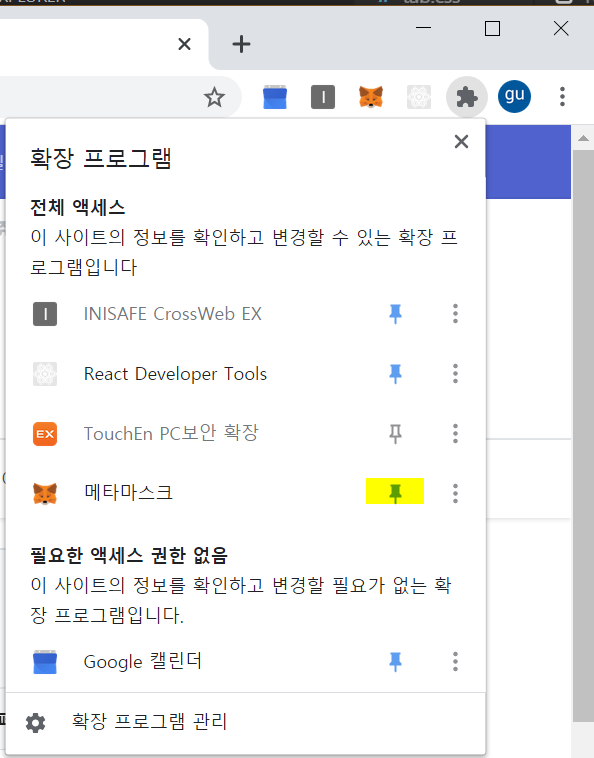 tab.css
I
gu
확장 프로그램
전체 액세스
이 사이트의 정보를 확인하고 변경할 수 있는 확장 프
로그램입니다
I INISAFE CrossWeb EX
React Developer Tools
EX TouchEn PC보안 확장
메타마스크
필요한 액세스 권한 없음
이 사이트의 정보를 확인하고 변경할 필요가 없는 확
장 프로그램입니다.
Google 캘린더
확장 프로그램 관리